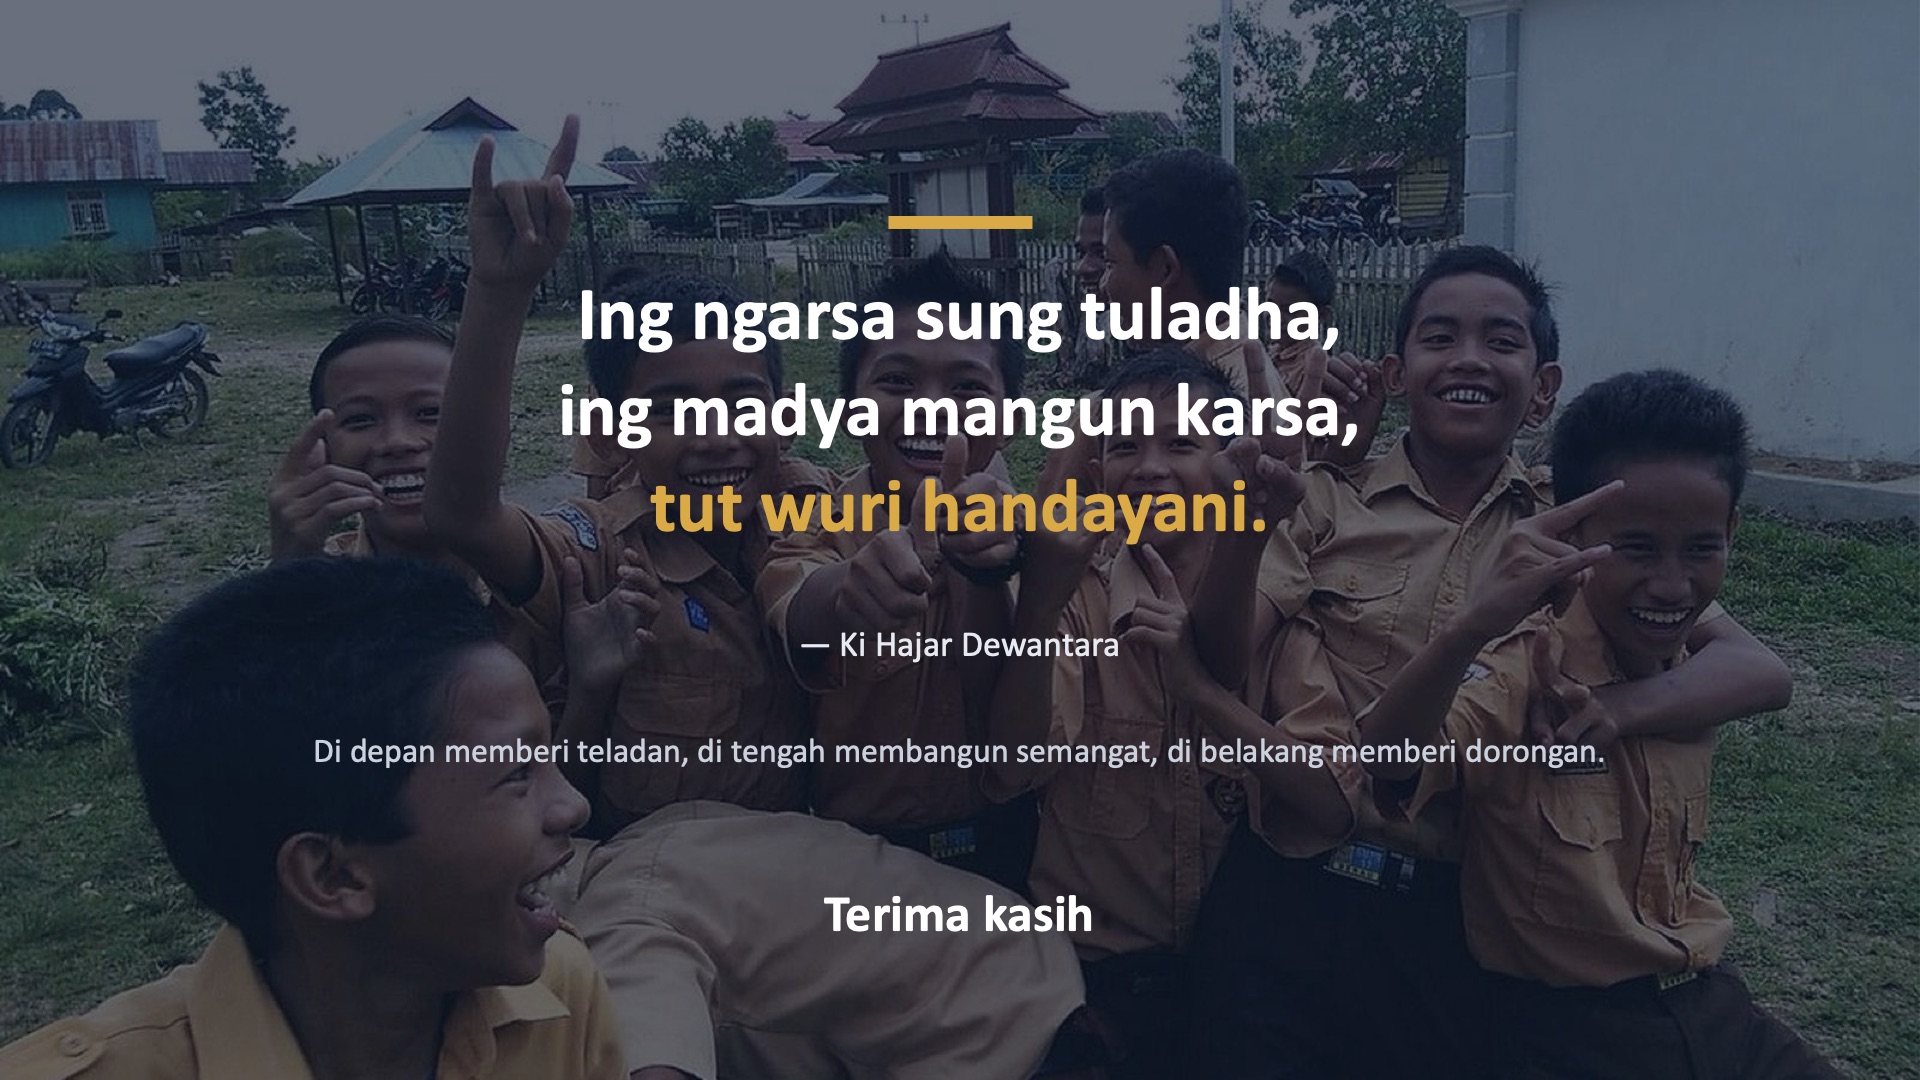 Ing ngarsa sung tuladha,
ing madya mangun karsa,
tut wuri handayani.
— Ki Hajar Dewantara
Di depan memberi teladan, di tengah membangun semangat, di belakang memberi dorongan.
Terima kasih